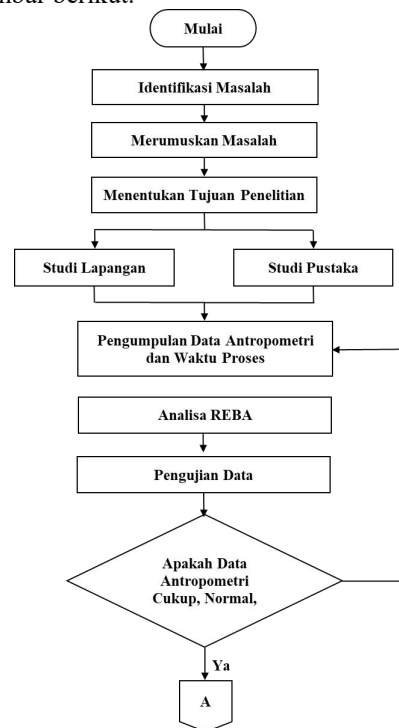 mbar berikut.
Mulai
Identifikasi Masalah
Merumuskan Masalah
Menentukan Tujuan Penelitian
Studi Lapangan
Studi Pustaka
Pengumpulan Data Antropometri
dan Waktu Proses
Analisa REBA
Pengujian Data
Apakah Data
Antropometri
Cukup, Normal,
Ya
A